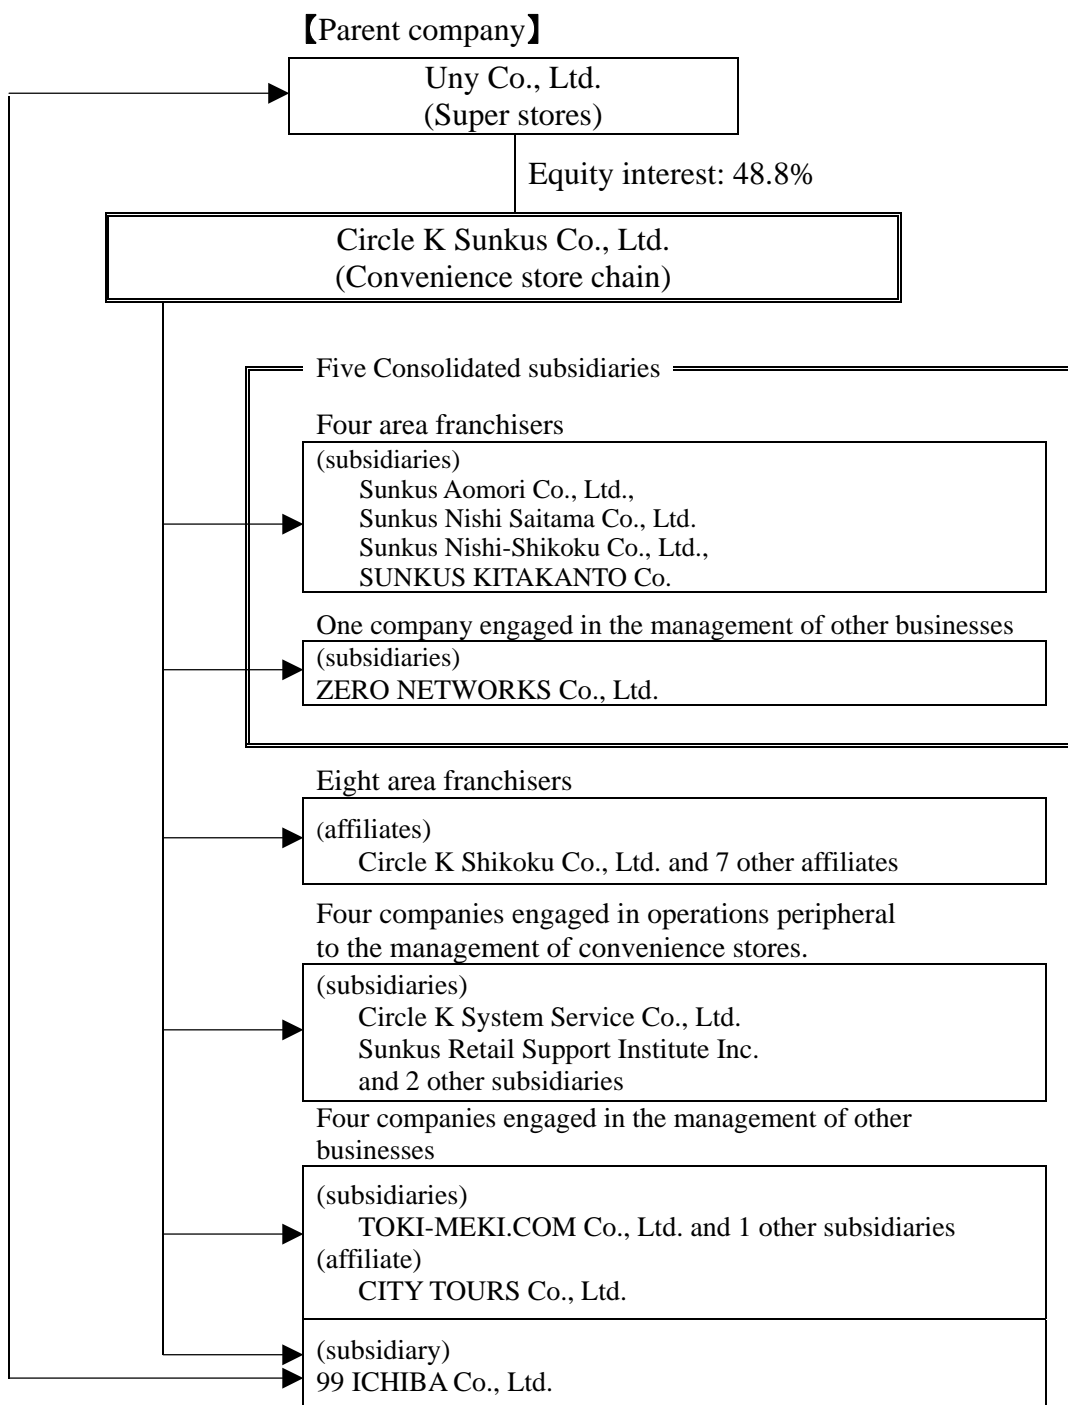 【Parent company】
Uny Co., Ltd.
(Super stores)
Equity interest: 48.8%
Circle K Sunkus Co., Ltd.
(Convenience store chain)
Five Consolidated subsidiaries
Four area franchisers
(subsidiaries)
Sunkus Aomori Co., Ltd.,
Sunkus Nishi Saitama Co., Ltd.
Sunkus Nishi-Shikoku Co., Ltd.,
SUNKUS KITAKANTO Co.
One company engaged in the management of other businesses
(subsidiaries)
ZERO NETWORKS Co., Ltd.
Eight area franchisers
(affiliates)
Circle K Shikoku Co., Ltd. and 7 other affiliates
Four companies engaged in operations peripheral
to the management of convenience stores.
(subsidiaries)
Circle K System Service Co., Ltd.
Sunkus Retail Support Institute Inc.
and 2 other subsidiaries
Four companies engaged in the management of other
businesses
(subsidiaries)
TOKI-MEKI.COM Co., Ltd. and 1 other subsidiaries
(affiliate)
CITY TOURS Co., Ltd.
(subsidiary)
99 ICHIBA Co., Ltd.